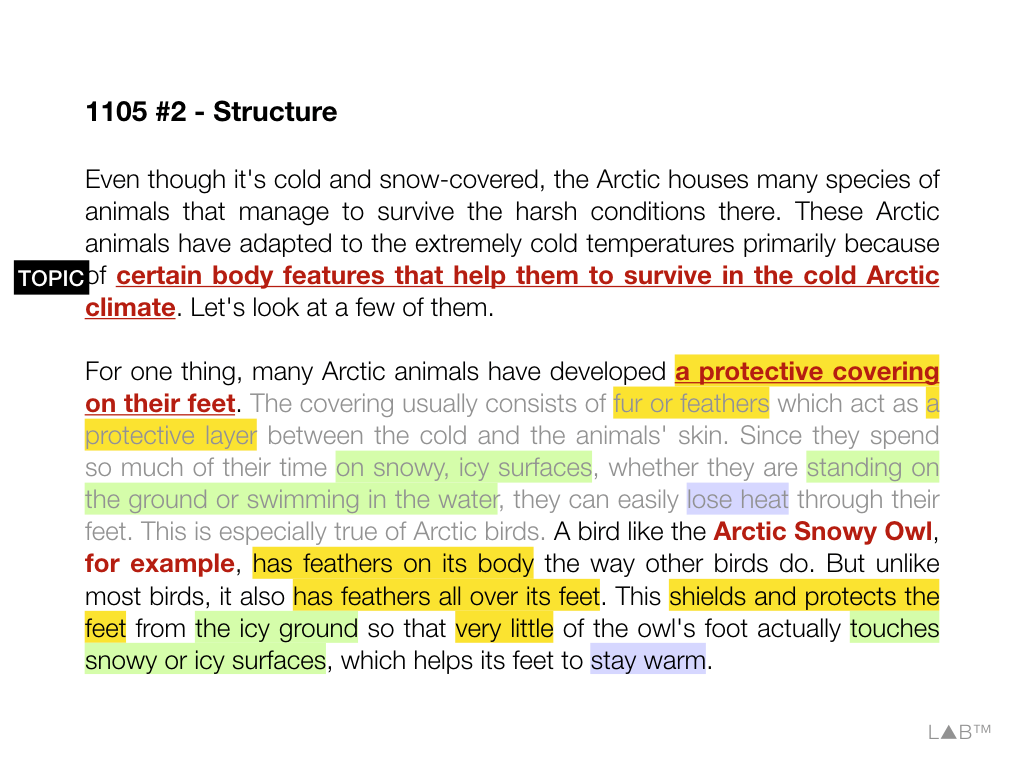 1105 #2 - Structure
Even though it's cold and snow-covered, the Arctic houses many species of
animals that manage to survive the harsh conditions there. These Arctic
animals have adapted to the extremely cold temperatures primarily because
TOPIC of certain body features that help them to survive in the cold Arctic
climate. Let's look at a few of them.
For one thing, many Arctic animals have developed a protective covering
on their feet. The covering usually consists of fur or feathers which act as a
protective layer between the cold and the animals' skin. Since they spend
so much of their time on snowy, icy surfaces, whether they are standing on
the ground or swimming in the water, they can easily lose heat through their
feet. This is especially true of Arctic birds. A bird like the Arctic Snowy Owl,
for example, has feathers on its body the way other birds do. But unlike
most birds, it also has feathers all over its feet. This shields and protects the
feet from the icy ground so that very little of the owl's foot actually touches
snowy or icy surfaces, which helps its feet to stay warm.
L▲B™